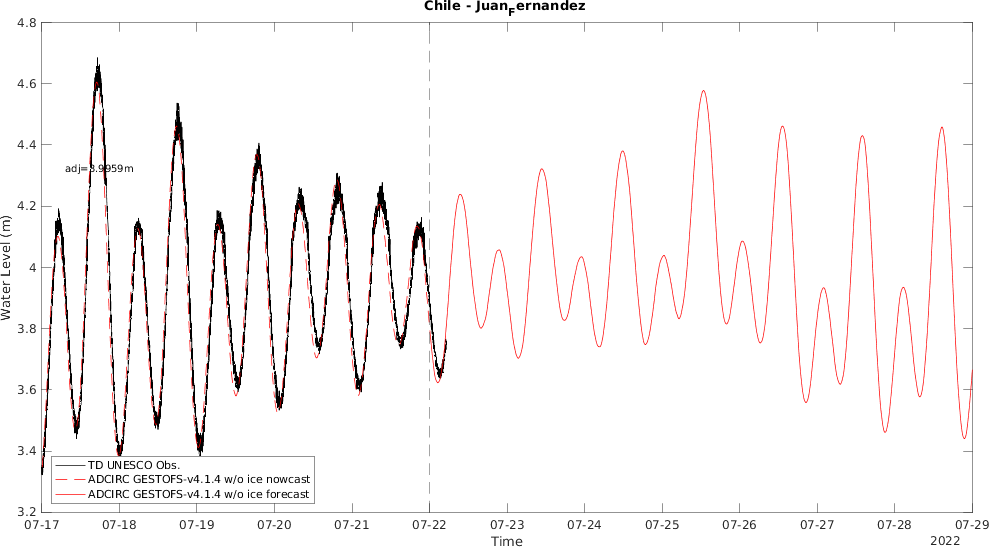 Chile - Juan_Fernandez
4.8
4.6
4.4
4.2
4
3.8
3.6
3.4
3.2
Water Level (m)
adj=3.9959m
TD UNESCO Obs.
ADCIRC GESTOFS-v4.1.4 w/o ice nowcast
ADCIRC GESTOFS-v4.1.4 w/o ice forecast
07-17 07-18 07-19 07-20 07-21 07-22 07-23 07-24 07-25 07-26 07-27 07-28 07-29
Time
2022